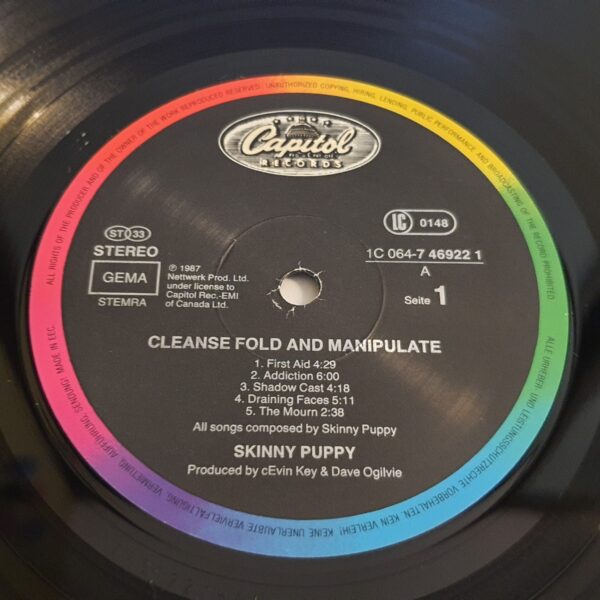 Capitol
RECORDS
ST 33
STEREO
GEMA
STEMRA
LC 0148
1C 064-7 46922 1
A
Seite 1
℗ 1987
Nettwerk Prod. Ltd.
under license to
Capitol Rec.-EMI
of Canada Ltd.
CLEANSE FOLD AND MANIPULATE
1. First Aid 4:29
2. Addiction 6:00
3. Shadow Cast 4:18
4. Draining Faces 5:11
5. The Mourn 2:38
All songs composed by Skinny Puppy
SKINNY PUPPY
Produced by cEvin Key & Dave Ogilvie
ALL RIGHTS OF THE PRODUCER AND OF THE OWNER OF THE WORK REPRODUCED RESERVED. UNAUTHORIZED COPYING, HIRING, LENDING, PUBLIC PERFORMANCE AND BROADCASTING OF THE RECORD PROHIBITED
ALLE URHEBER- UND LEISTUNGSSCHUTZRECHTE VORBEHALTEN. KEIN VERLEIH! KEINE UNERLAUBTE VERVIELFÄLTIGUNG, VERMIETUNG, AUFFÜHRUNG, SENDUNG! MADE IN EEC.